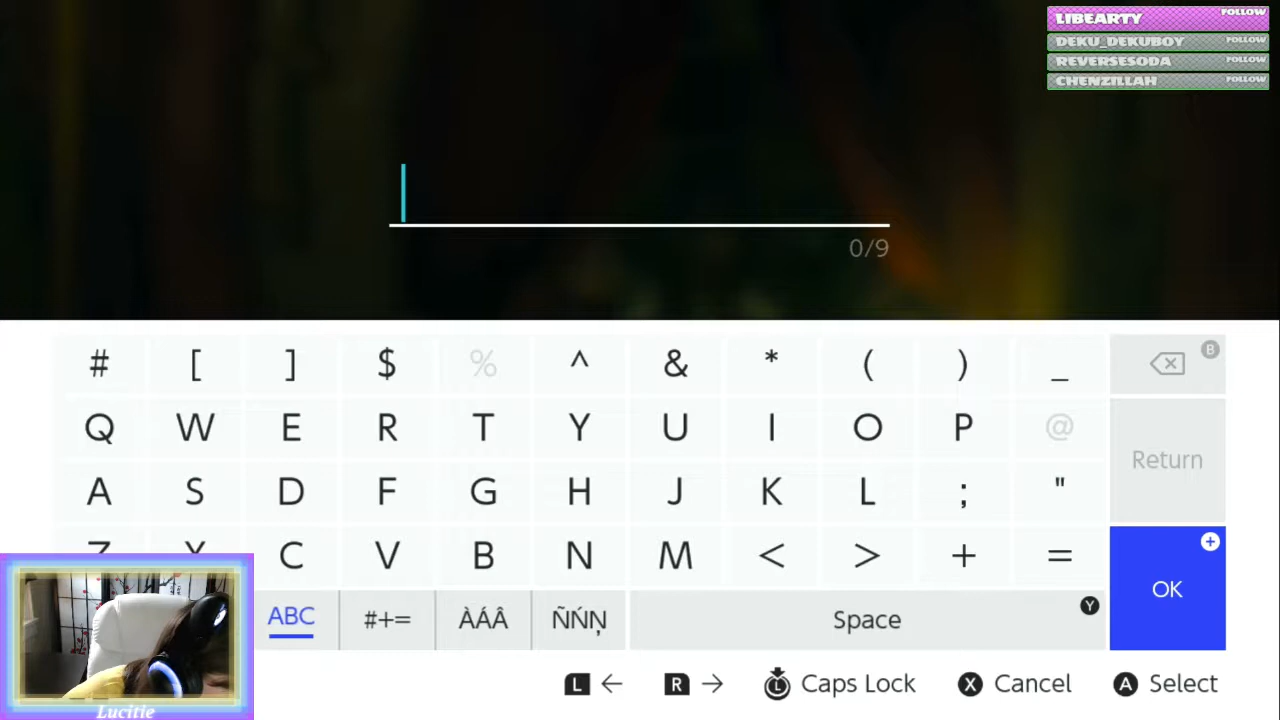 LIBEARTY FOLLOW
DEKU_DEKUBOY FOLLOW
REVERSESODA FOLLOW
CHENZILLAH FOLLOW
0/9
# [ ] $ % ^ & * ( ) _ B
Q W E R T Y U I O P @ Return
A S D F G H J K L ; "
Z X C V B N M < > + = OK
ABC #+= ÀÁÂ ÑŃŅ Space Y
L ← R → L Caps Lock X Cancel A Select
Lucitie